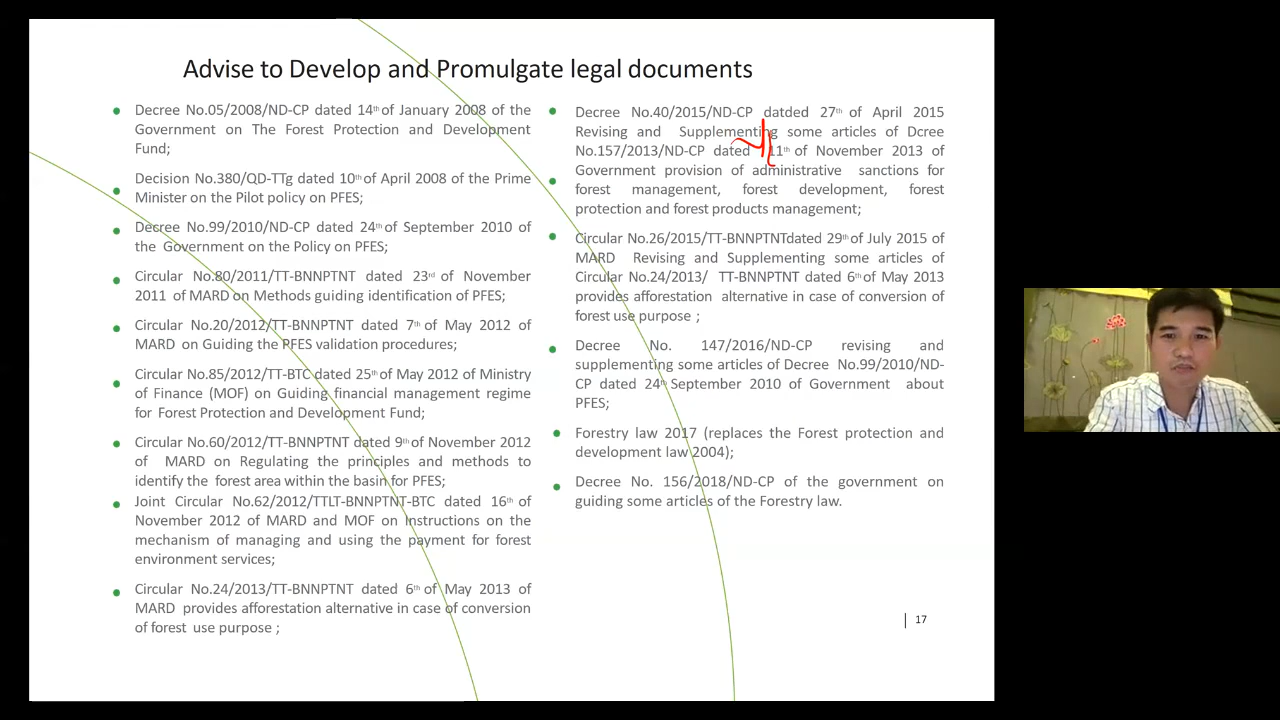 Advise to Develop and Promulgate legal documents
Decree No.05/2008/ND-CP dated 14th of January 2008 of the
Government on The Forest Protection and Development
Fund;
Decision No.380/QD-TTg dated 10th of April 2008 of the Prime
Minister on the Pilot policy on PFES;
Decree No.99/2010/ND-CP dated 24th of September 2010 of
the Government on the Policy on PFES;
Circular No.80/2011/TT-BNNPTNT dated 23rd of November
2011 of MARD on Methods guiding identification of PFES;
Circular No.20/2012/TT-BNNPTNT dated 7th of May 2012 of
MARD on Guiding the PFES validation procedures;
Circular No.85/2012/TT-BTC dated 25th of May 2012 of Ministry
of Finance (MOF) on Guiding financial management regime
for Forest Protection and Development Fund;
Circular No.60/2012/TT-BNNPTNT dated 9th of November 2012
of MARD on Regulating the principles and methods to
identify the forest area within the basin for PFES;
Joint Circular No.62/2012/TTLT-BNNPTNT-BTC dated 16th of
November 2012 of MARD and MOF on Instructions on the
mechanism of managing and using the payment for forest
environment services;
Circular No.24/2013/TT-BNNPTNT dated 6th of May 2013 of
MARD provides afforestation alternative in case of conversion
of forest use purpose ;
Decree No.40/2015/ND-CP datded 27th of April 2015
Revising and Supplementing some articles of Dcree
No.157/2013/ND-CP dated 11th of November 2013 of
Government provision of administrative sanctions for
forest management, forest development, forest
protection and forest products management;
Circular No.26/2015/TT-BNNPTNTdated 29th of July 2015 of
MARD Revising and Supplementing some articles of
Circular No.24/2013/ TT-BNNPTNT dated 6th of May 2013
provides afforestation alternative in case of conversion of
forest use purpose ;
Decree No. 147/2016/ND-CP revising and
supplementing some articles of Decree No.99/2010/ND-
CP dated 24th September 2010 of Government about
PFES;
Forestry law 2017 (replaces the Forest protection and
development law 2004);
Decree No. 156/2018/ND-CP of the government on
guiding some articles of the Forestry law.
17